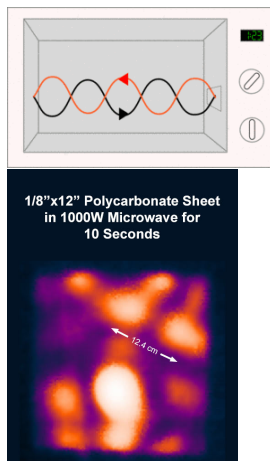 1:23
1/8”x12” Polycarbonate Sheet
in 1000W Microwave for
10 Seconds
12.4 cm